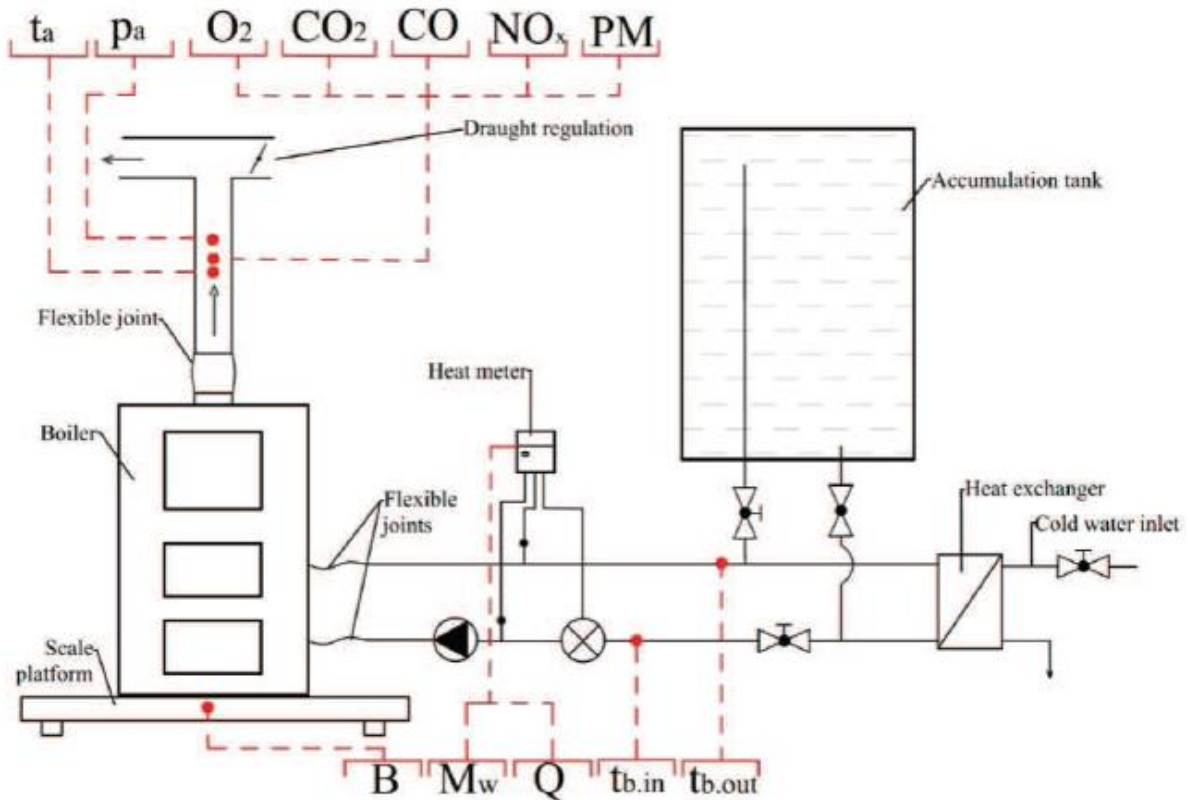 ta pa O2 CO2 CO NOx PM
Draught regulation
Accumulation tank
Flexible joint
Heat meter
Boiler
Flexible
joints
Heat exchanger
Cold water inlet
Scale
platform
B Mw Q tb.in tb.out